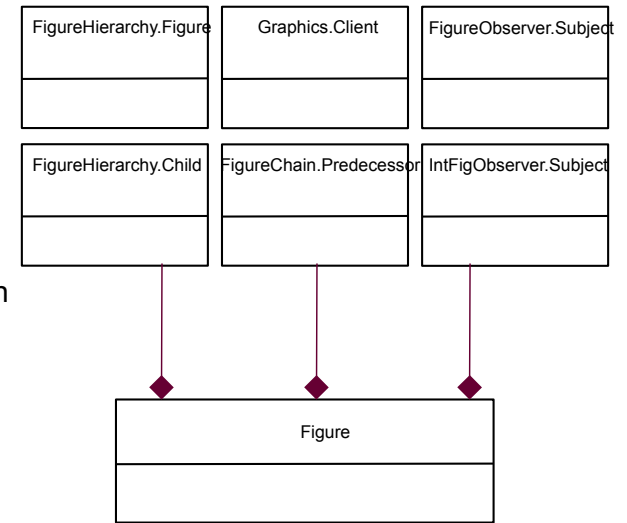 FigureHierarchy.Figure
Graphics.Client
FigureObserver.Subject
FigureHierarchy.Child
FigureChain.Predecessor
IntFigObserver.Subject
n
Figure